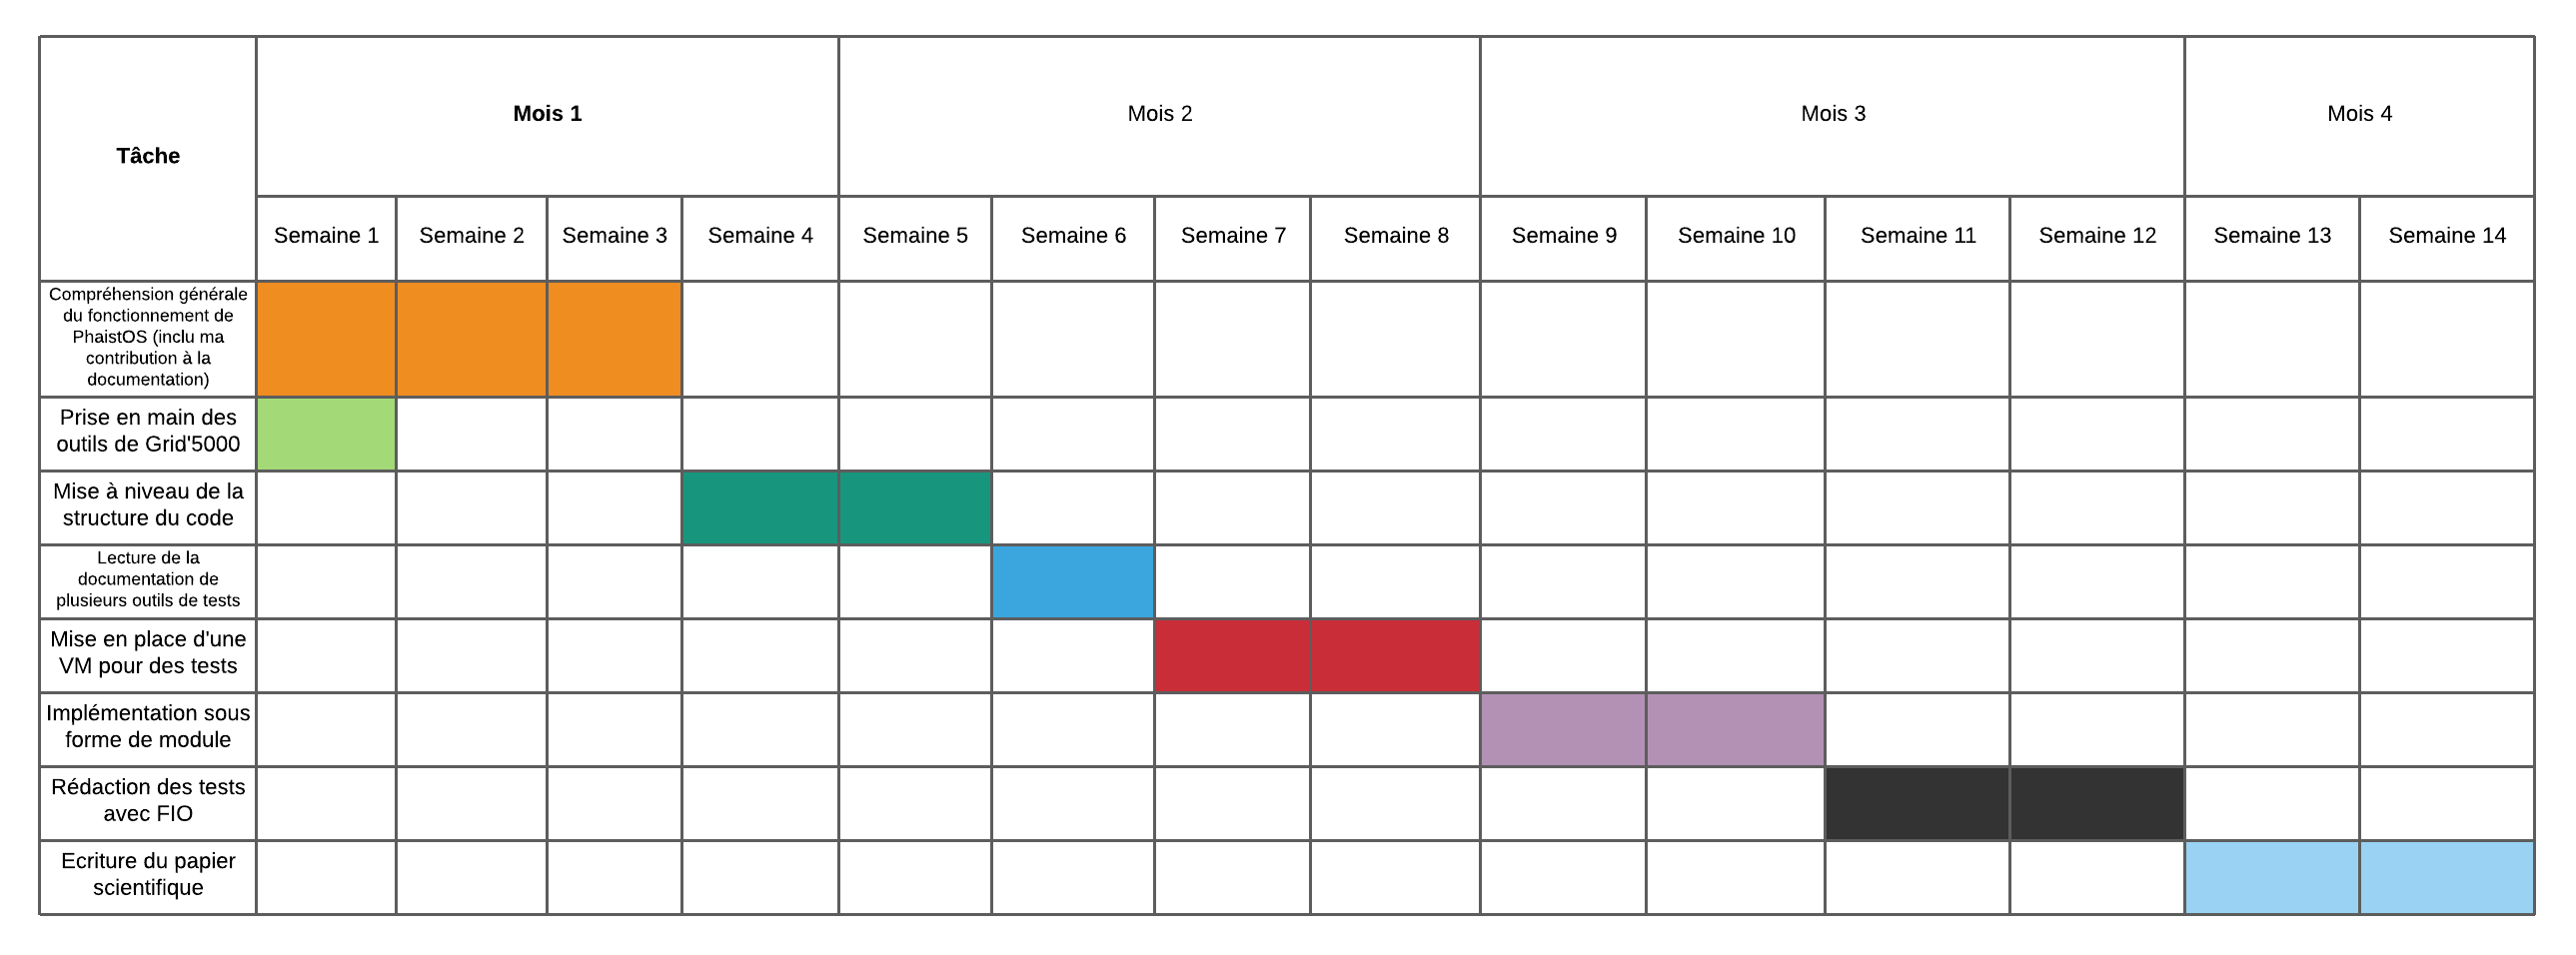 Tâche
Mois 1
Mois 2
Mois 3
Mois 4
Semaine 1
Semaine 2
Semaine 3
Semaine 4
Semaine 5
Semaine 6
Semaine 7
Semaine 8
Semaine 9
Semaine 10
Semaine 11
Semaine 12
Semaine 13
Semaine 14
Compréhension générale
du fonctionnement de
PhaistOS (inclu ma
contribution à la
documentation)
Prise en main des
outils de Grid'5000
Mise à niveau de la
structure du code
Lecture de la
documentation de
plusieurs outils de tests
Mise en place d'une
VM pour des tests
Implémentation sous
forme de module
Rédaction des tests
avec FIO
Ecriture du papier
scientifique